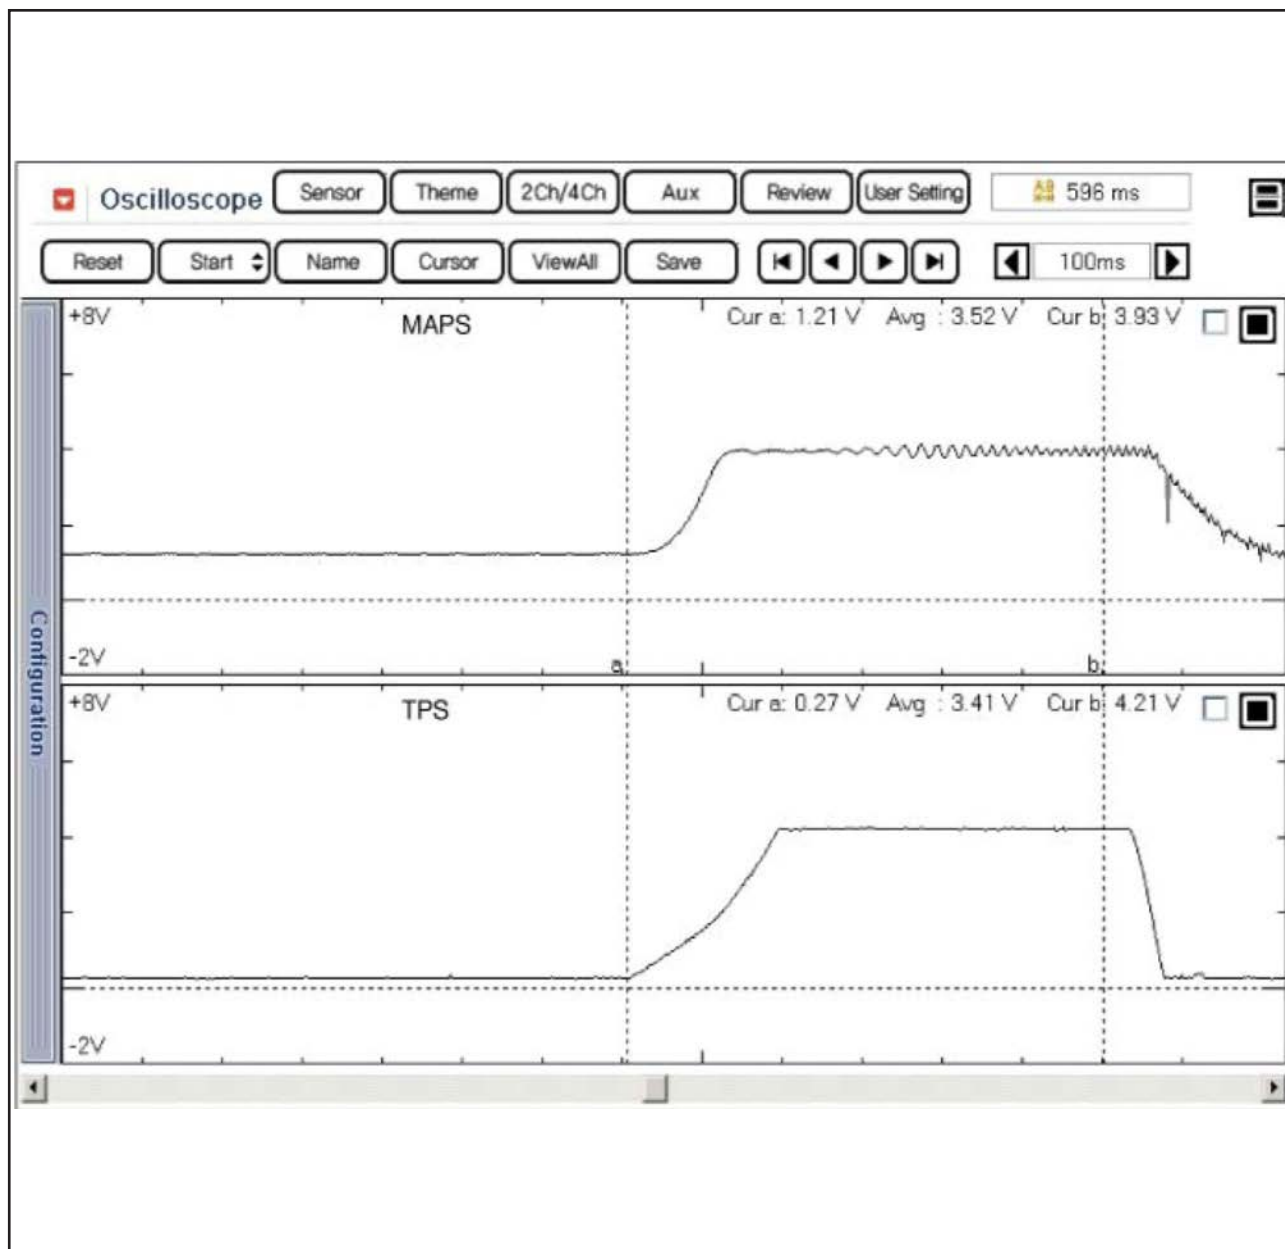 Oscilloscope Sensor Theme 2Ch/4Ch Aux Review User Setting 596 ms
Reset Start Name Cursor ViewAll Save 100ms
+8V MAPS Cur a: 1.21 V Avg : 3.52 V Cur b: 3.93 V
-2V a b
+8V TPS Cur a: 0.27 V Avg : 3.41 V Cur b: 4.21 V
-2V
Configuration